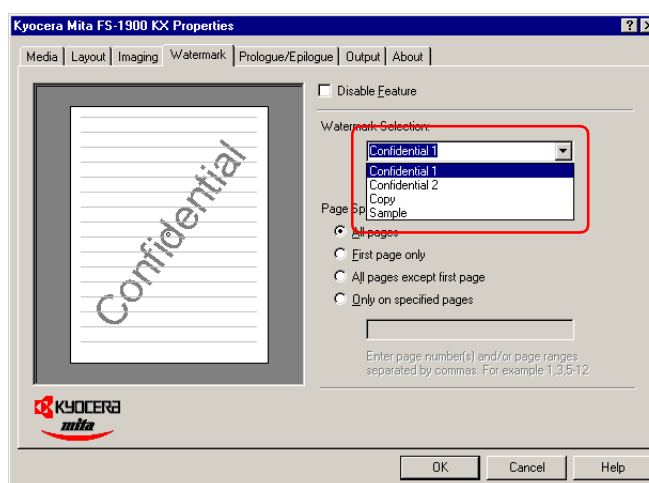 Kyocera Mita FS-1900 KX Properties
Media Layout Imaging Watermark Prologue/Epilogue Output About
Disable Feature
Watermark Selection:
Confidential 1
Confidential 1
Confidential 2
Copy
Sample
Page Sp
All pages
First page only
All pages except first page
Only on specified pages
Enter page number(s) and/or page ranges
separated by commas. For example 1,3,5-12
Confidential
KYOCERA
mita
OK Cancel Help